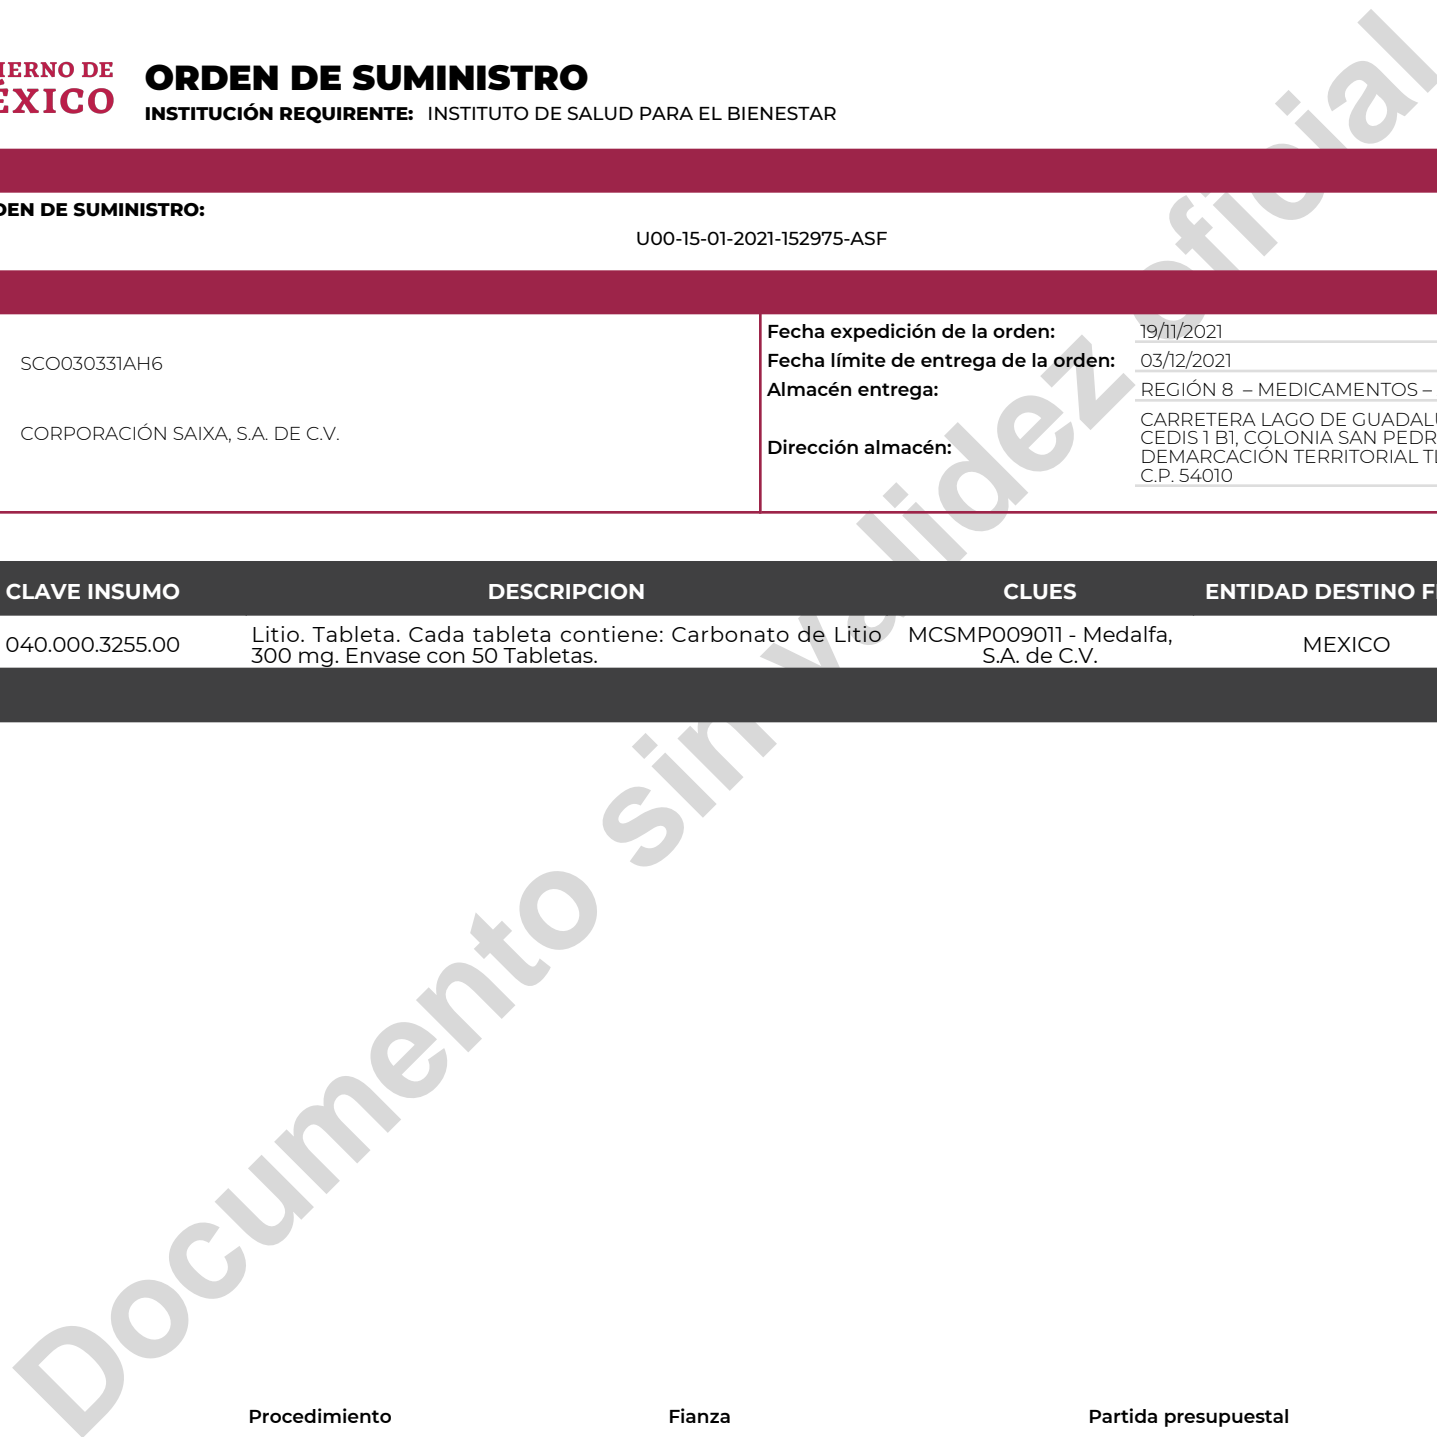 IERNO DE
ÉXICO
ORDEN DE SUMINISTRO
INSTITUCIÓN REQUIRENTE: INSTITUTO DE SALUD PARA EL BIENESTAR
DEN DE SUMINISTRO:
U00-15-01-2021-152975-ASF
SCO030331AH6
CORPORACIÓN SAIXA, S.A. DE C.V.
Fecha expedición de la orden: 19/11/2021
Fecha límite de entrega de la orden: 03/12/2021
Almacén entrega: REGIÓN 8 – MEDICAMENTOS –
Dirección almacén:
CARRETERA LAGO DE GUADALU
CEDIS 1 B1, COLONIA SAN PEDR
DEMARCACIÓN TERRITORIAL TL
C.P. 54010
CLAVE INSUMO DESCRIPCION CLUES ENTIDAD DESTINO FI
040.000.3255.00
Litio. Tableta. Cada tableta contiene: Carbonato de Litio
300 mg. Envase con 50 Tabletas.
MCSMP009011 - Medalfa,
S.A. de C.V.
MEXICO
Documento sin validez oficial
Procedimiento Fianza Partida presupuestal